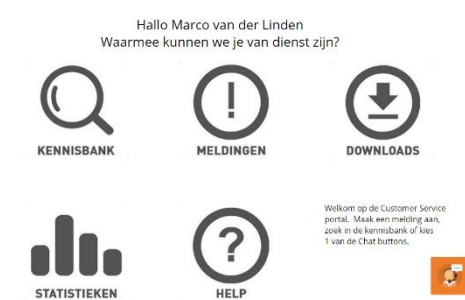 Hallo Marco van der Linden
Waarmee kunnen we je van dienst zijn?
KENNISBANK
MELDINGEN
DOWNLOADS
Welkom op de Customer Service
portal. Maak een melding aan,
zoek in de kennisbank of kies
1 van de Chat buttons.
STATISTIEKEN
HELP